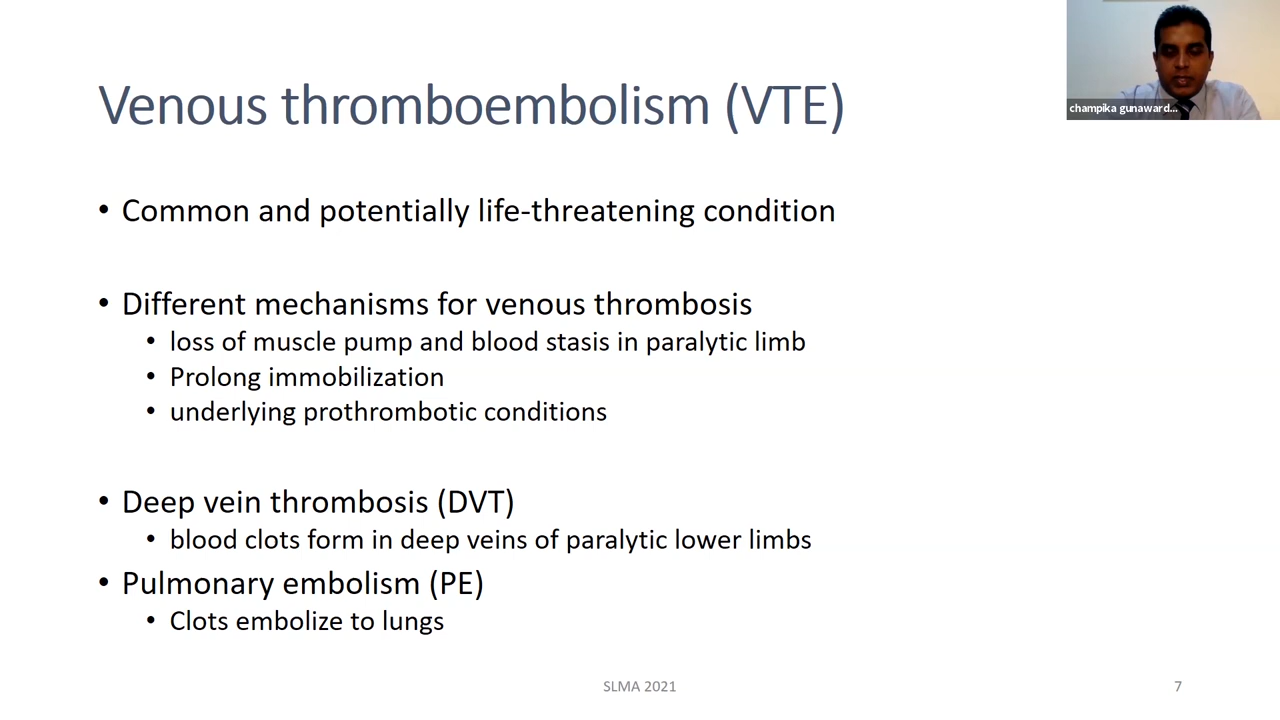 Venous thromboembolism (VTE)
champika gunaward...
• Common and potentially life-threatening condition
• Different mechanisms for venous thrombosis
• loss of muscle pump and blood stasis in paralytic limb
• Prolong immobilization
• underlying prothrombotic conditions
• Deep vein thrombosis (DVT)
• blood clots form in deep veins of paralytic lower limbs
• Pulmonary embolism (PE)
• Clots embolize to lungs
SLMA 2021
7